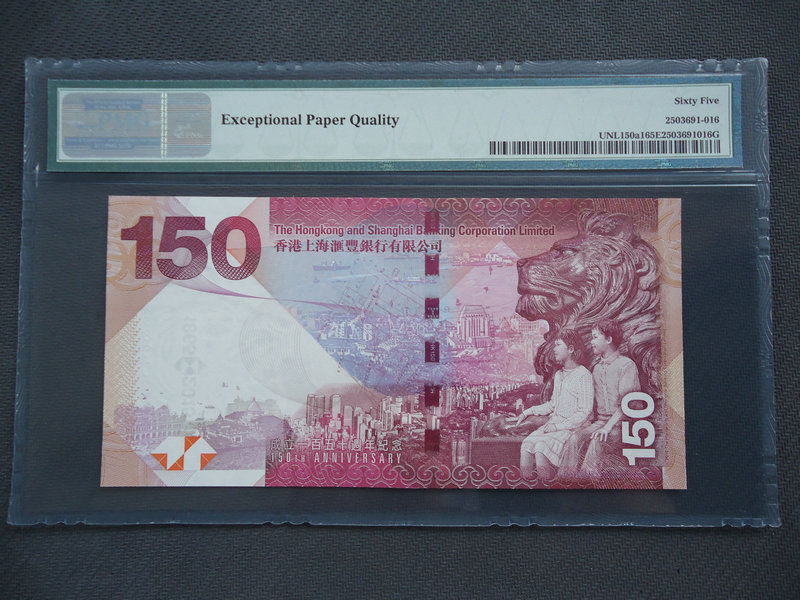 Sixty Five
Exceptional Paper Quality
2503691-016
UNL150a165E2503691016G
150
The Hongkong and Shanghai Banking Corporation Limited
香港上海滙豐銀行有限公司
成立一百五十週年紀念
150TH ANNIVERSARY
150